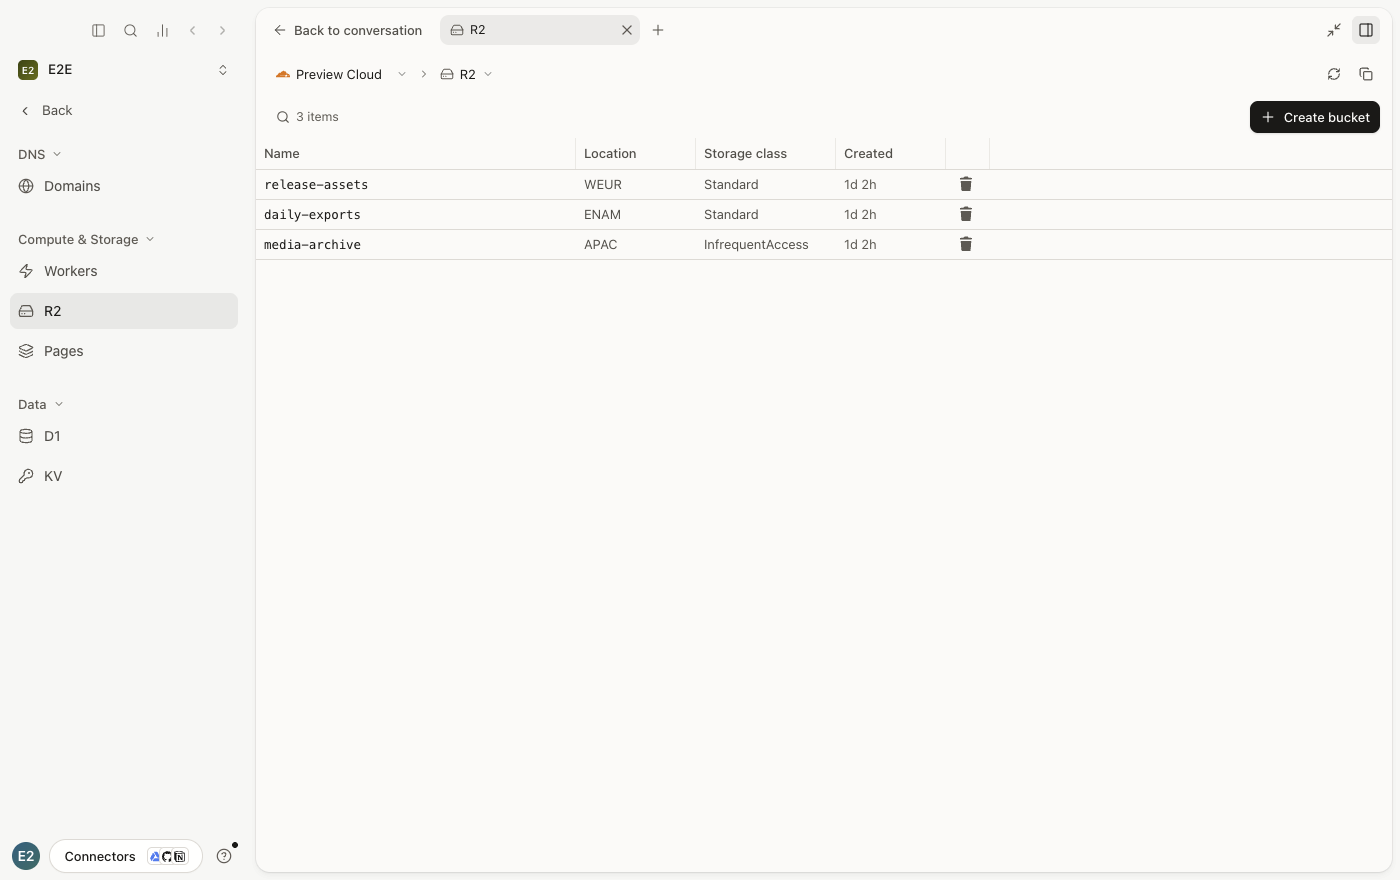 Back to conversation
R2
E2 E2E
Preview Cloud
R2
Back
3 items
Create bucket
DNS
Domains
Compute & Storage
Workers
R2
Pages
Data
D1
KV
Name Location Storage class Created
release-assets WEUR Standard 1d 2h
daily-exports ENAM Standard 1d 2h
media-archive APAC InfrequentAccess 1d 2h
E2 Connectors